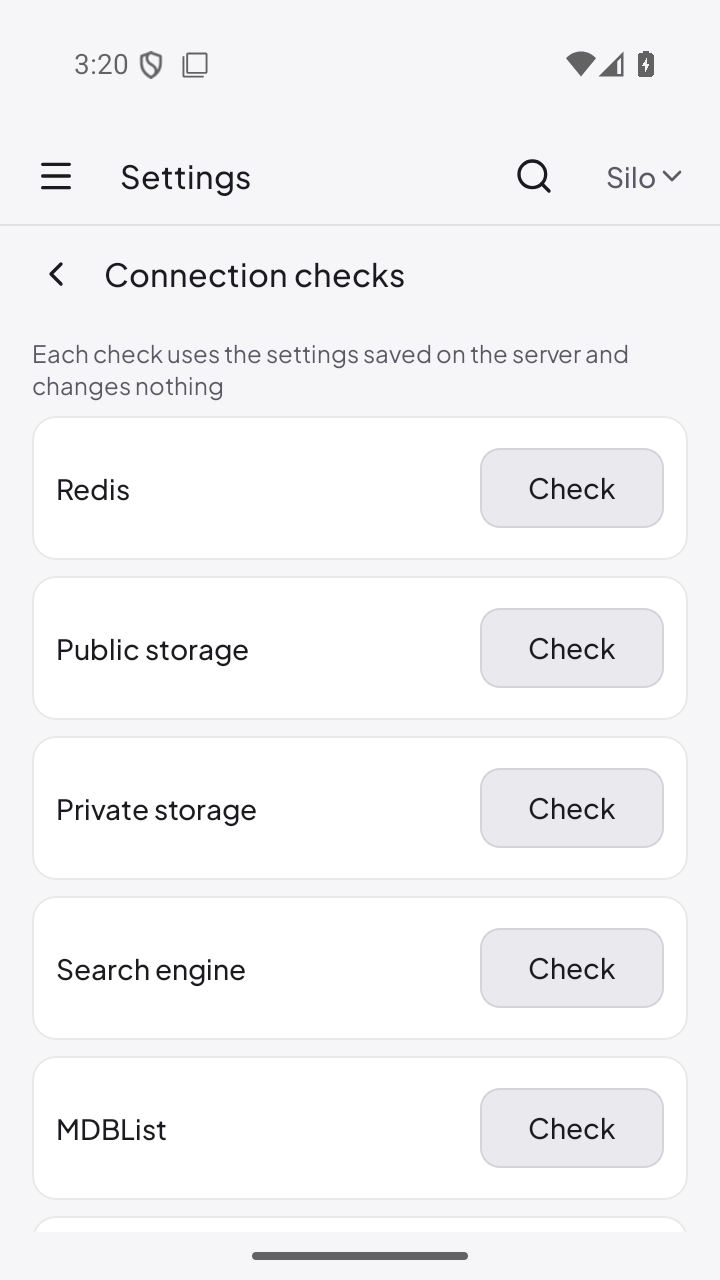 3:20
Settings
Silo
Connection checks
Each check uses the settings saved on the server and
changes nothing
Redis
Check
Public storage
Check
Private storage
Check
Search engine
Check
MDBList
Check